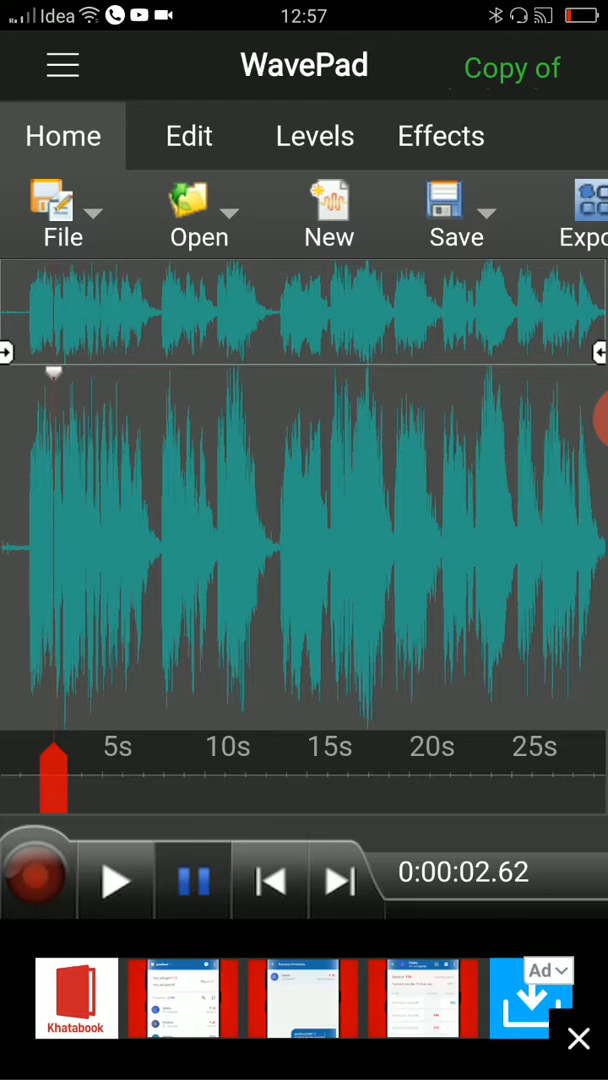 Idea 12:57
WavePad Copy of
Home Edit Levels Effects
File Open New Save Expo
5s 10s 15s 20s 25s
0:00:02.62
Ad
Khatabook